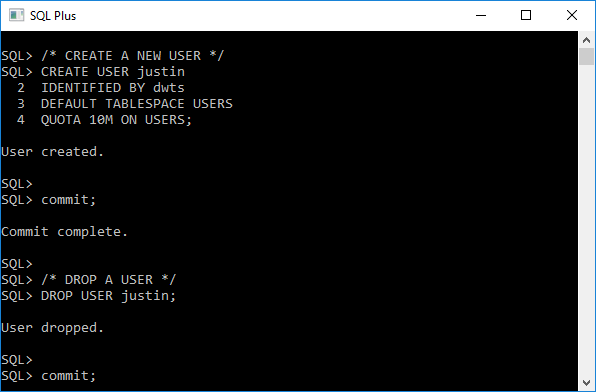 SQL Plus
SQL> /* CREATE A NEW USER */
SQL> CREATE USER justin
  2  IDENTIFIED BY dwts
  3  DEFAULT TABLESPACE USERS
  4  QUOTA 10M ON USERS;
User created.
SQL>
SQL> commit;
Commit complete.
SQL>
SQL> /* DROP A USER */
SQL> DROP USER justin;
User dropped.
SQL>
SQL> commit;